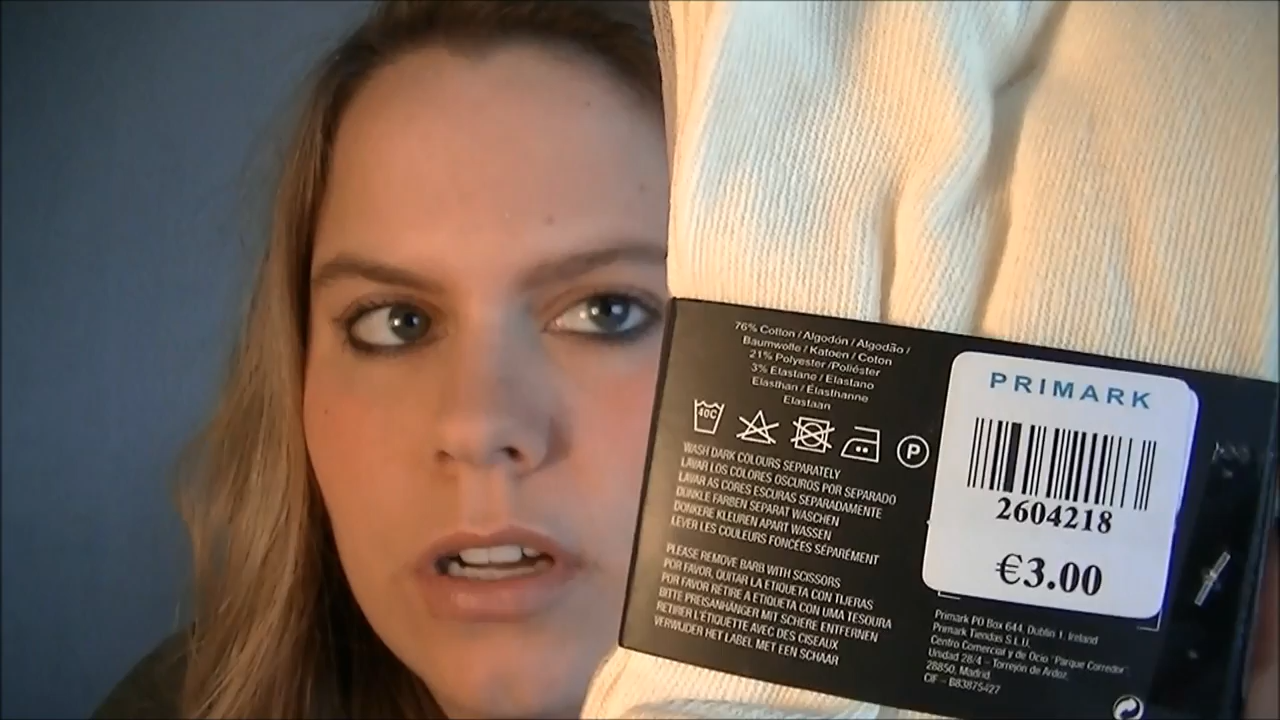 76% Cotton / Algodón / Algodão /
Baumwolle / Katoen / Coton
21% Polyester /Poliéster
3% Elastane / Elastano
Elasthan / Élasthanne
Elastaan
40C
P
WASH DARK COLOURS SEPARATELY
LAVAR LOS COLORES OSCUROS POR SEPARADO
LAVAR AS CORES ESCURAS SEPARADAMENTE
DUNKLE FARBEN SEPARAT WASCHEN
DONKERE KLEUREN APART WASSEN
LEVER LES COULEURS FONCÉES SÉPARÉMENT
PLEASE REMOVE BARB WITH SCISSORS
POR FAVOR, QUITAR LA ETIQUETA CON TIJERAS
POR FAVOR RETIRE A ETIQUETA COM UMA TESOURA
BITTE PREISANHÄNGER MIT SCHERE ENTFERNEN
RETIRER L'ETIQUETTE AVEC DES CISEAUX
VERWIJDER HET LABEL MET EEN SCHAAR
PRIMARK
2604218
€3.00
Primark PO Box 644, Dublin 1, Ireland
Primark Tiendas S.L.U.
Centro Comercial y de Ocio "Parque Corredor"
Unidad 28/4 - Torrejón de Ardoz,
28850, Madrid
CIF - B83875427